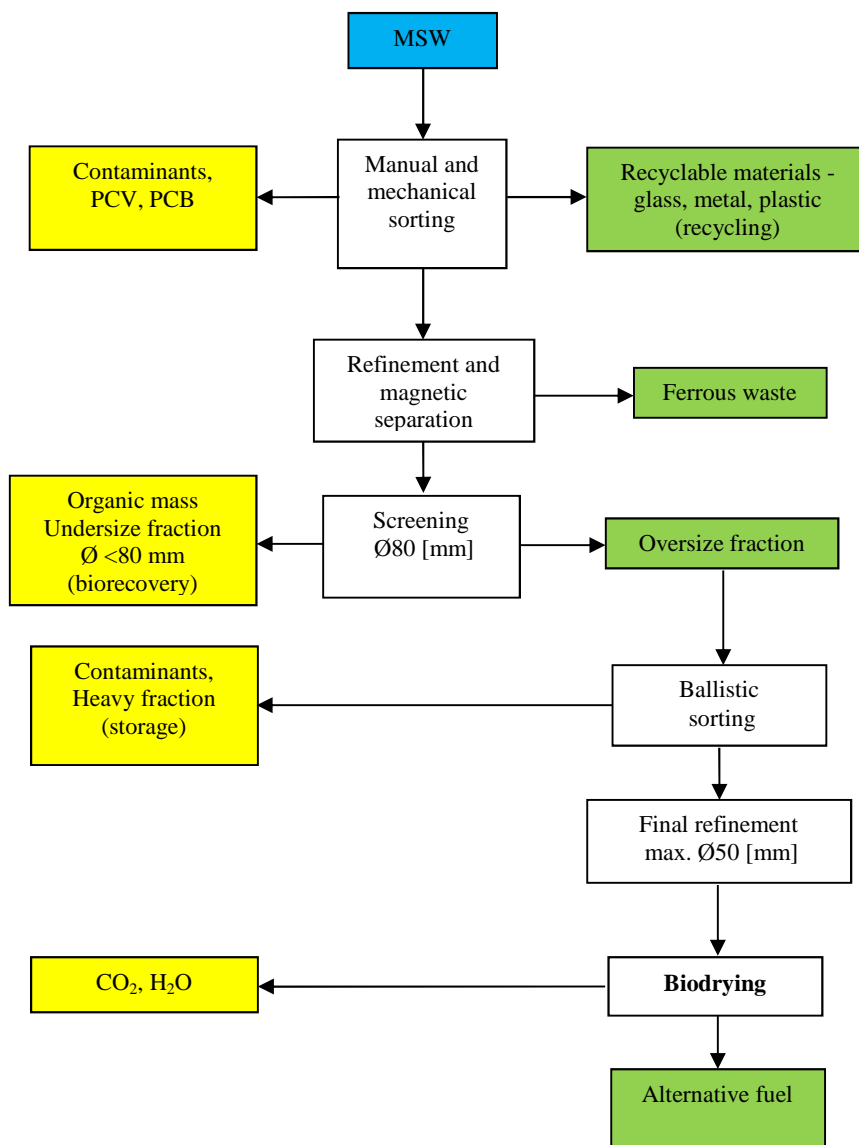 MSW
Contaminants,
PCV, PCB
Manual and
mechanical
sorting
Recyclable materials -
glass, metal, plastic
(recycling)
Refinement and
magnetic
separation
Ferrous waste
Organic mass
Undersize fraction
Ø <80 mm
(biorecovery)
Screening
Ø80 [mm]
Oversize fraction
Contaminants,
Heavy fraction
(storage)
Ballistic
sorting
Final refinement
max. Ø50 [mm]
CO₂, H₂O
Biodrying
Alternative fuel